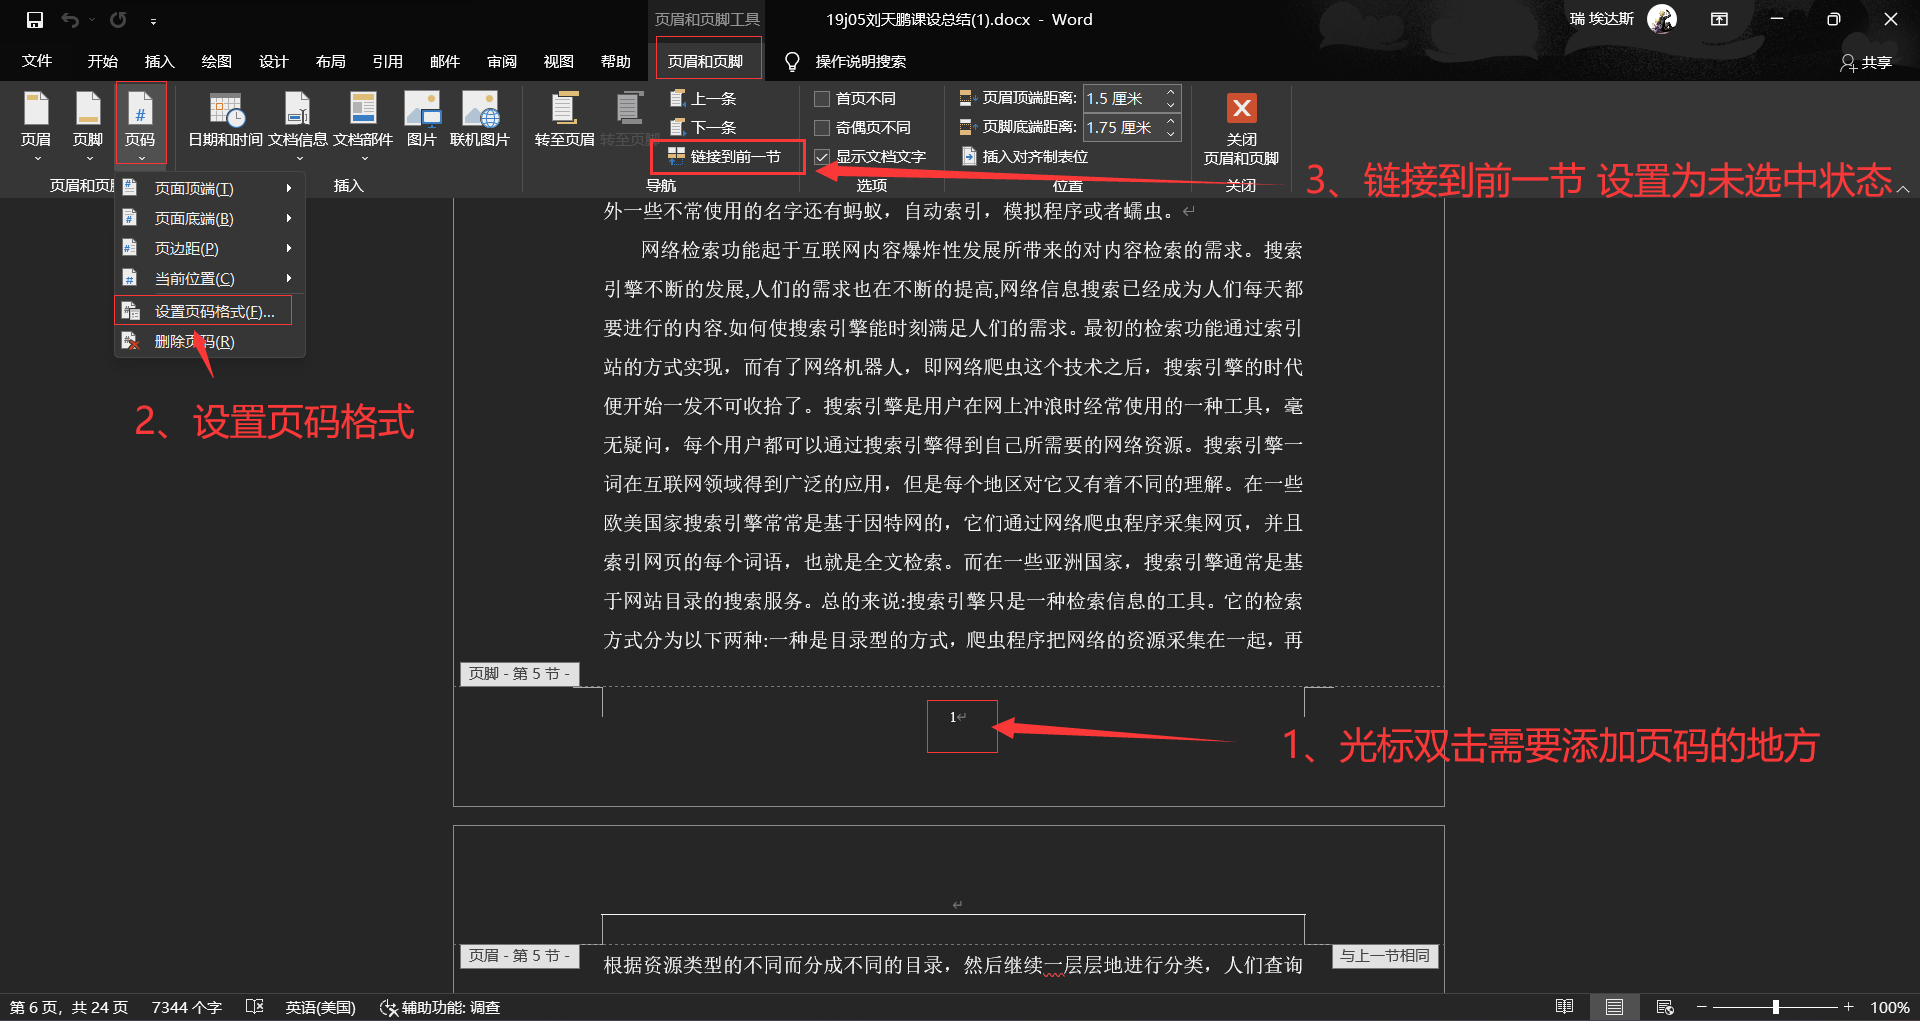 页眉和页脚工具
19j05刘天鹏课设总结(1).docx - Word
瑞 埃达斯
文件 开始 插入 绘图 设计 布局 引用 邮件 审阅 视图 帮助 页眉和页脚 操作说明搜索 共享
页眉 页脚 页码 日期和时间 文档信息 文档部件 图片 联机图片 转至页眉 转至页脚
上一条
下一条
链接到前一节
首页不同
奇偶页不同
显示文档文字
页眉顶端距离: 1.5 厘米
页脚底端距离: 1.75 厘米
插入对齐制表位
关闭
页眉和页脚
页眉和页 插入 导航 选项 位置 关闭
3、链接到前一节 设置为未选中状态
页面顶端(T)
页面底端(B)
页边距(P)
当前位置(C)
设置页码格式(F)...
删除页码(R)
2、设置页码格式
外一些不常使用的名字还有蚂蚁，自动索引，模拟程序或者蠕虫。↵
网络检索功能起于互联网内容爆炸性发展所带来的对内容检索的需求。搜索
引擎不断的发展,人们的需求也在不断的提高,网络信息搜索已经成为人们每天都
要进行的内容.如何使搜索引擎能时刻满足人们的需求。最初的检索功能通过索引
站的方式实现，而有了网络机器人，即网络爬虫这个技术之后，搜索引擎的时代
便开始一发不可收拾了。搜索引擎是用户在网上冲浪时经常使用的一种工具，毫
无疑问，每个用户都可以通过搜索引擎得到自己所需要的网络资源。搜索引擎一
词在互联网领域得到广泛的应用，但是每个地区对它又有着不同的理解。在一些
欧美国家搜索引擎常常是基于因特网的，它们通过网络爬虫程序采集网页，并且
索引网页的每个词语，也就是全文检索。而在一些亚洲国家，搜索引擎通常是基
于网站目录的搜索服务。总的来说:搜索引擎只是一种检索信息的工具。它的检索
方式分为以下两种:一种是目录型的方式，爬虫程序把网络的资源采集在一起，再
页脚 - 第 5 节 -
1↵
1、光标双击需要添加页码的地方
↵
页眉 - 第 5 节 -
与上一节相同
根据资源类型的不同而分成不同的目录，然后继续一层层地进行分类，人们查询
第 6 页，共 24 页 7344 个字 英语(美国) 辅助功能: 调查 100%